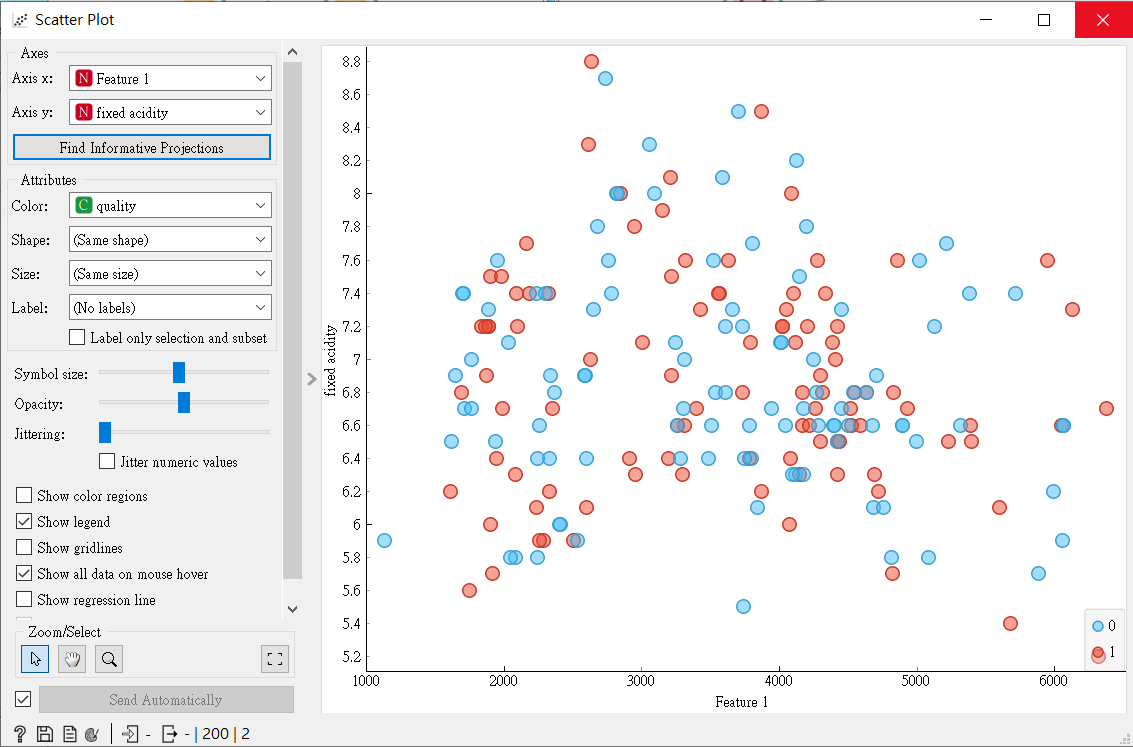 Scatter Plot
Axes
Axis x: N Feature 1
Axis y: N fixed acidity
Find Informative Projections
Attributes
Color: C quality
Shape: (Same shape)
Size: (Same size)
Label: (No labels)
Label only selection and subset
Symbol size:
Opacity:
Jittering:
Jitter numeric values
Show color regions
Show legend
Show gridlines
Show all data on mouse hover
Show regression line
Zoom/Select
Send Automatically
? - - | 200 | 2
fixed acidity
8.8
8.6
8.4
8.2
8
7.8
7.6
7.4
7.2
7
6.8
6.6
6.4
6.2
6
5.8
5.6
5.4
5.2
1000 2000 3000 4000 5000 6000
Feature 1
0
1